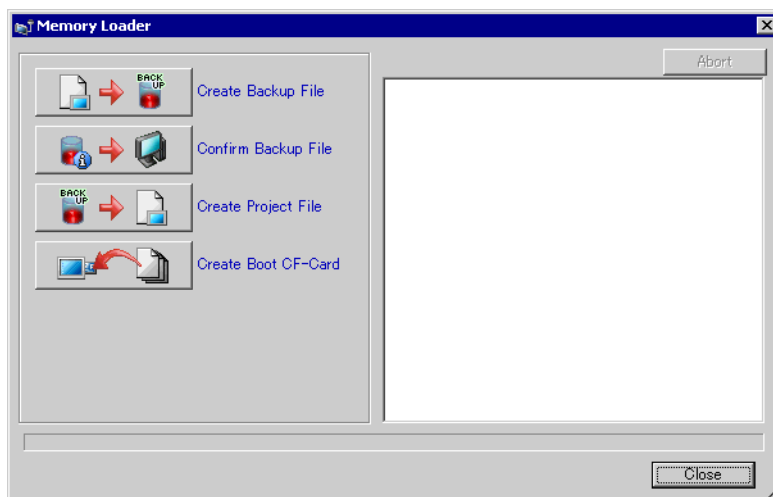 Memory Loader
Abort
BACK
UP
Create Backup File
Confirm Backup File
BACK
UP
Create Project File
Create Boot CF-Card
Close